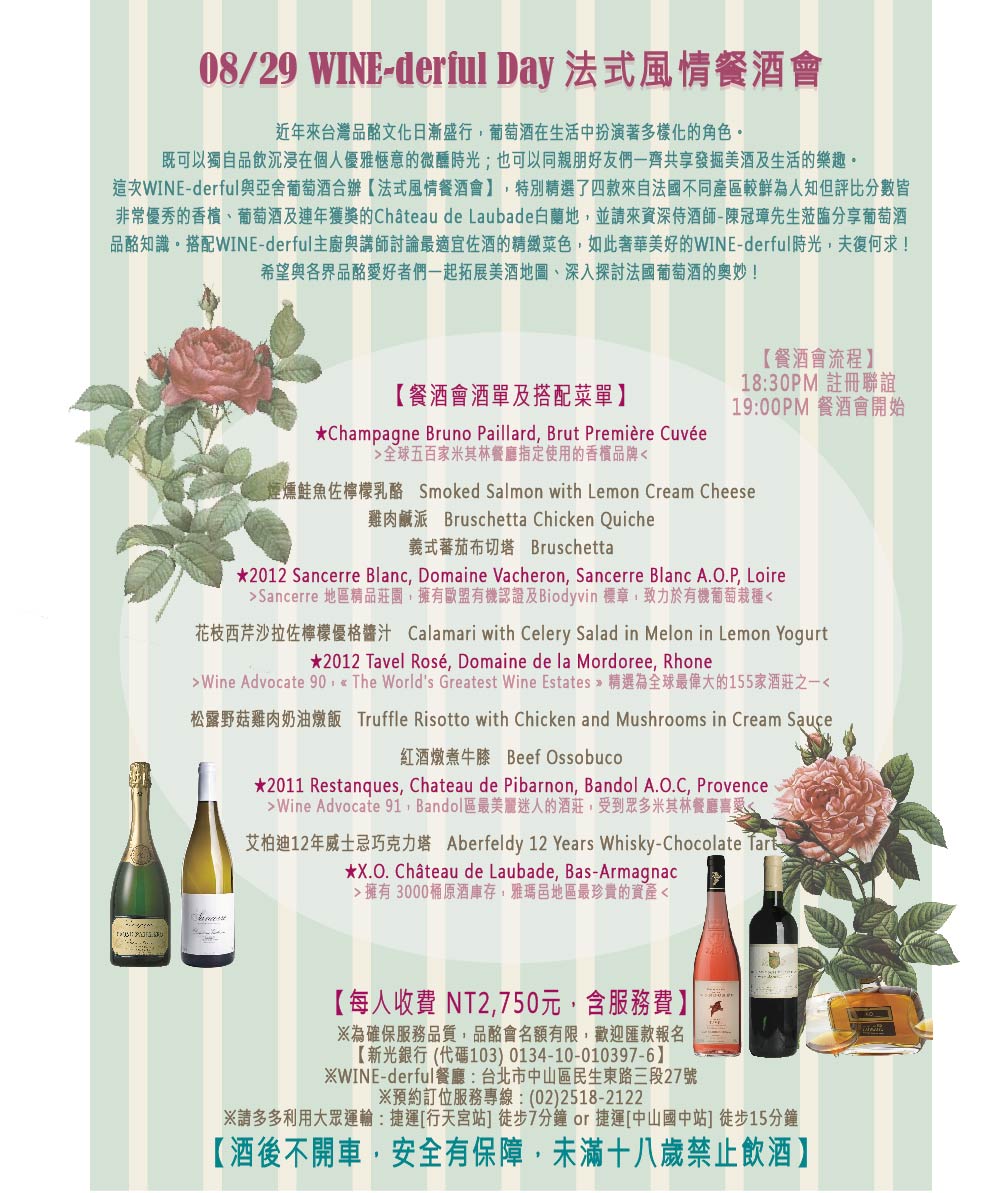 08/29 WINE-derful Day 法式風情餐酒會
近年來台灣品酩文化日漸盛行，葡萄酒在生活中扮演著多樣化的角色。
既可以獨自品飲沉浸在個人優雅愜意的微醺時光；也可以同親朋好友們一齊共享發掘美酒及生活的樂趣。
這次WINE-derful與亞舍葡萄酒合辦【法式風情餐酒會】，特別精選了四款來自法國不同產區較鮮為人知但評比分數皆
非常優秀的香檳、葡萄酒及連年獲獎的Château de Laubade白蘭地，並請來資深侍酒師-陳冠璋先生蒞臨分享葡萄酒
品酩知識。搭配WINE-derful主廚與講師討論最適宜佐酒的精緻菜色，如此奢華美好的WINE-derful時光，夫復何求！
希望與各界品酩愛好者們一起拓展美酒地圖、深入探討法國葡萄酒的奧妙！
【餐酒會流程】
18:30PM 註冊聯誼
19:00PM 餐酒會開始
【餐酒會酒單及搭配菜單】
★Champagne Bruno Paillard, Brut Première Cuvée
>全球五百家米其林餐廳指定使用的香檳品牌<
煙燻鮭魚佐檸檬乳酪 Smoked Salmon with Lemon Cream Cheese
雞肉鹹派 Bruschetta Chicken Quiche
義式蕃茄布切塔 Bruschetta
★2012 Sancerre Blanc, Domaine Vacheron, Sancerre Blanc A.O.P, Loire
>Sancerre 地區精品莊園，擁有歐盟有機認證及Biodyvin 標章，致力於有機葡萄栽種<
花枝西芹沙拉佐檸檬優格醬汁 Calamari with Celery Salad in Melon in Lemon Yogurt
★2012 Tavel Rosé, Domaine de la Mordoree, Rhone
>Wine Advocate 90，« The World's Greatest Wine Estates » 精選為全球最偉大的155家酒莊之一<
松露野菇雞肉奶油燉飯 Truffle Risotto with Chicken and Mushrooms in Cream Sauce
紅酒燉煮牛膝 Beef Ossobuco
★2011 Restanques, Chateau de Pibarnon, Bandol A.O.C, Provence
>Wine Advocate 91，Bandol區最美麗迷人的酒莊，受到眾多米其林餐廳喜愛<
艾柏迪12年威士忌巧克力塔 Aberfeldy 12 Years Whisky-Chocolate Tart
★X.O. Château de Laubade, Bas-Armagnac
>擁有 3000桶原酒庫存，雅瑪邑地區最珍貴的資產<
Sancerre
【每人收費 NT2,750元，含服務費】
※為確保服務品質，品酩會名額有限，歡迎匯款報名
【新光銀行 (代碼103) 0134-10-010397-6】
※WINE-derful餐廳：台北市中山區民生東路三段27號
※預約訂位服務專線：(02)2518-2122
※請多多利用大眾運輸：捷運[行天宮站] 徒步7分鐘 or 捷運[中山國中站] 徒步15分鐘
【酒後不開車，安全有保障，未滿十八歲禁止飲酒】